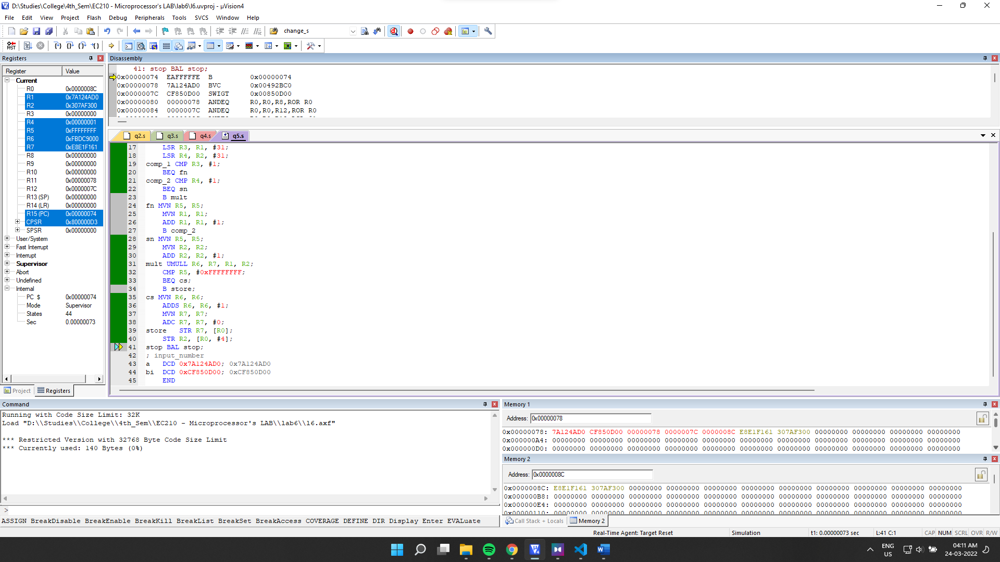 D:\Studies\College\4th_Sem\EC210 - Microprocessor's LAB\lab6\l6.uvproj - µVision4
File Edit View Project Flash Debug Peripherals Tools SVCS Window Help
change_s
RST
Registers
Register Value
Current
R0 0x0000008C
R1 0x7A124AD0
R2 0x307AF300
R3 0x00000000
R4 0x00000001
R5 0xFFFFFFFF
R6 0xFBDC9000
R7 0xE8E1F161
R8 0x00000000
R9 0x00000000
R10 0x00000000
R11 0x00000078
R12 0x0000007C
R13 (SP) 0x00000000
R14 (LR) 0x00000000
R15 (PC) 0x00000074
CPSR 0x800000D3
SPSR 0x00000000
User/System
Fast Interrupt
Interrupt
Supervisor
Abort
Undefined
Internal
PC $ 0x00000074
Mode Supervisor
States 44
Sec 0.00000073
Project Registers
Disassembly
41: stop BAL stop;
0x00000074 EAFFFFFE B 0x00000074
0x00000078 7A124AD0 BVC 0x00492BC0
0x0000007C CF850D00 SWIGT 0x00850D00
0x00000080 00000078 ANDEQ R0,R0,R8,ROR R0
0x00000084 0000007C ANDEQ R0,R0,R12,ROR R0
q2.s q3.s q4.s q5.s
17 LSR R3, R1, #31;
18 LSR R4, R2, #31;
19 comp_1 CMP R3, #1;
20 BEQ fn
21 comp_2 CMP R4, #1;
22 BEQ sn
23 B mult
24 fn MVN R5, R5;
25 MVN R1, R1;
26 ADD R1, R1, #1;
27 B comp_2
28 sn MVN R5, R5;
29 MVN R2, R2;
30 ADD R2, R2, #1;
31 mult UMULL R6, R7, R1, R2;
32 CMP R5, #0xFFFFFFFF;
33 BEQ cs;
34 B store;
35 cs MVN R6, R6;
36 ADDS R6, R6, #1;
37 MVN R7, R7;
38 ADC R7, R7, #0;
39 store STR R7, [R0];
40 STR R2, [R0, #4];
41 stop BAL stop;
42 ; input_number
43 a DCD 0x7A124AD0; 0x7A124AD0
44 bi DCD 0xCF850D00; 0xCF850D00
45 END
Command
Running with Code Size Limit: 32K
Load "D:\\Studies\\College\\4th_Sem\\EC210 - Microprocessor's LAB\\lab6\\l6.axf"
*** Restricted Version with 32768 Byte Code Size Limit
*** Currently used: 140 Bytes (0%)
>
ASSIGN BreakDisable BreakEnable BreakKill BreakList BreakSet BreakAccess COVERAGE DEFINE DIR Display Enter EVALuate
Memory 1
Address: 0x00000078
0x00000078: 7A124AD0 CF850D00 00000078 0000007C 0000008C E8E1F161 307AF300 00000000 00000000 00000000 00000000
0x000000A4: 00000000 00000000 00000000 00000000 00000000 00000000 00000000 00000000 00000000 00000000 00000000
0x000000D0: 00000000 00000000 00000000 00000000 00000000 00000000 00000000 00000000 00000000 00000000 00000000
Memory 2
Address: 0x0000008C
0x0000008C: E8E1F161 307AF300 00000000 00000000 00000000 00000000 00000000 00000000 00000000 00000000 00000000
0x000000B8: 00000000 00000000 00000000 00000000 00000000 00000000 00000000 00000000 00000000 00000000 00000000
0x000000E4: 00000000 00000000 00000000 00000000 00000000 00000000 00000000 00000000 00000000 00000000 00000000
0x00000110: 00000000 00000000 00000000 00000000 00000000 00000000 00000000 00000000 00000000 00000000 00000000
Call Stack + Locals Memory 2
Real-Time Agent: Target Reset Simulation t1: 0.00000073 sec L:41 C:1 CAP NUM SCRL OVR R/W
ENG
US
04:11 AM
24-03-2022